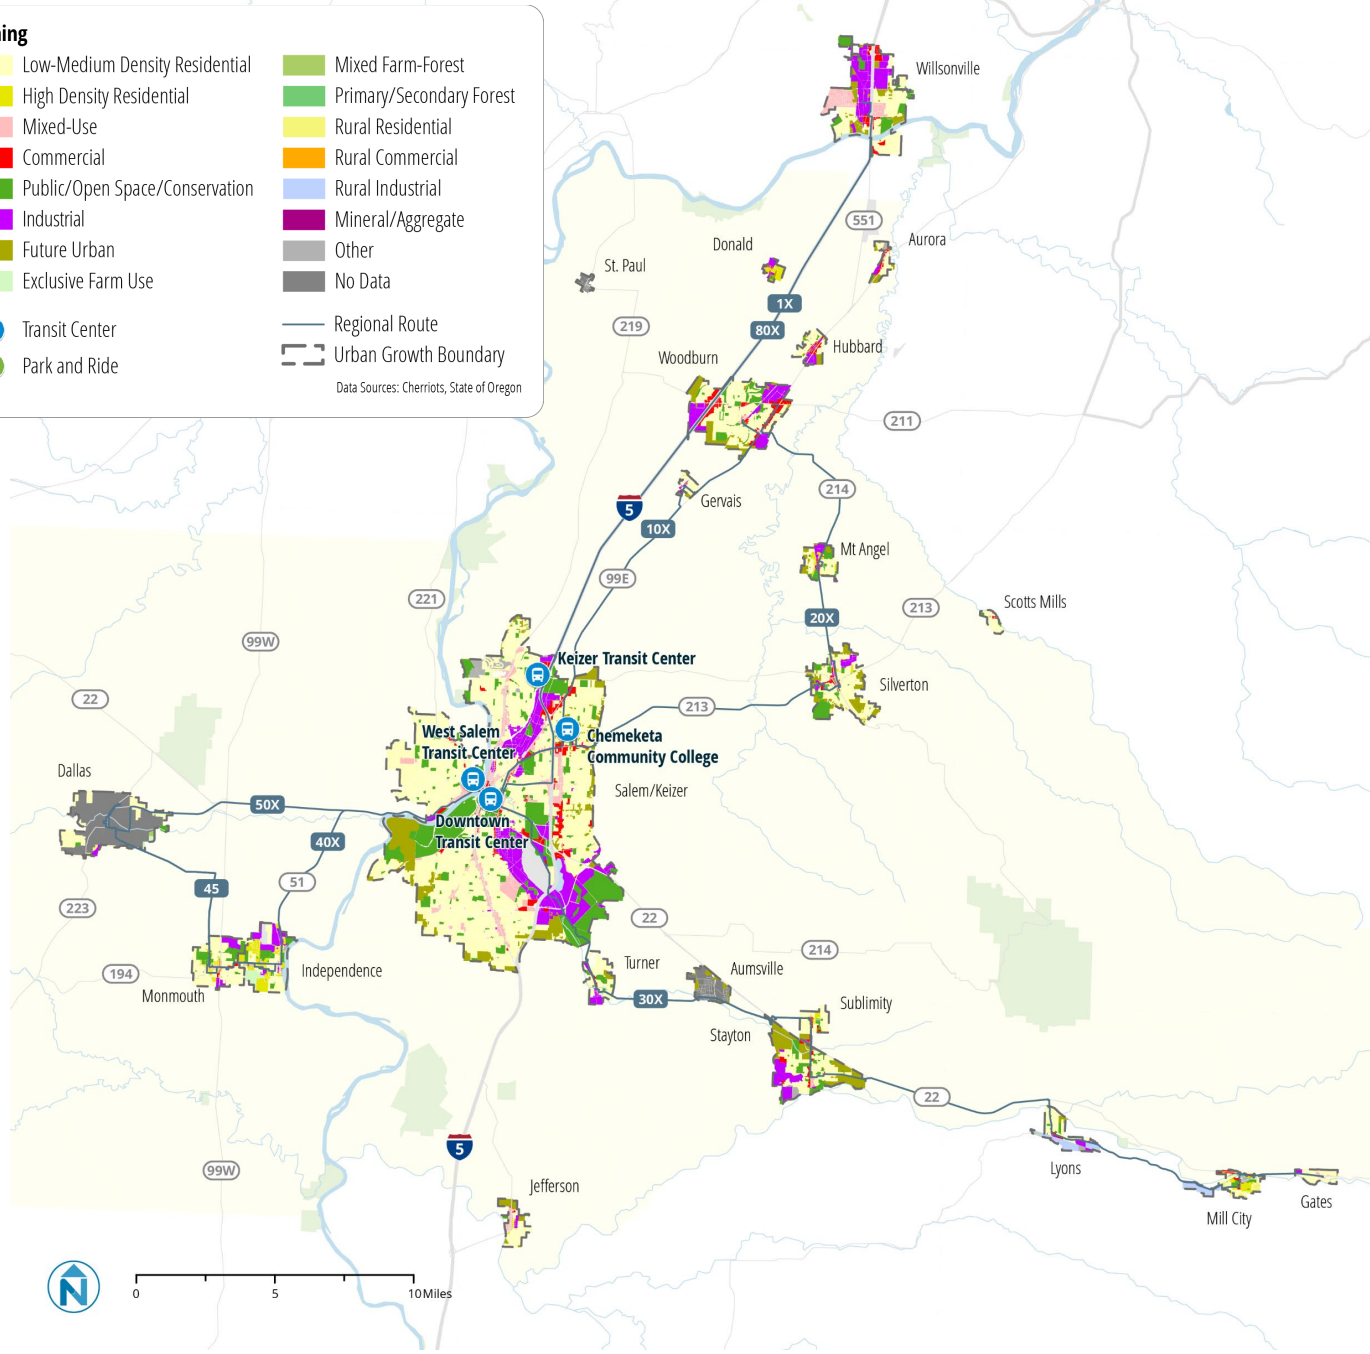 ning
Low-Medium Density Residential
High Density Residential
Mixed-Use
Commercial
Public/Open Space/Conservation
Industrial
Future Urban
Exclusive Farm Use
Transit Center
Park and Ride
Mixed Farm-Forest
Primary/Secondary Forest
Rural Residential
Rural Commercial
Rural Industrial
Mineral/Aggregate
Other
No Data
Regional Route
Urban Growth Boundary
Data Sources: Cherriots, State of Oregon
Willsonville
551
Aurora
Donald
St. Paul
1X
219
80X
Hubbard
Woodburn
211
214
Gervais
5
10X
Mt Angel
99E
221
Scotts Mills
213
20X
99W
Keizer Transit Center
Silverton
22
213
West Salem
Transit Center
Chemeketa
Community College
Dallas
Salem/Keizer
50X
Downtown
Transit Center
40X
51
45
223
22
214
Turner
Aumsville
Independence
194
Monmouth
30X
Sublimity
Stayton
22
5
Lyons
99W
Jefferson
Gates
Mill City
N
0
5
10 Miles